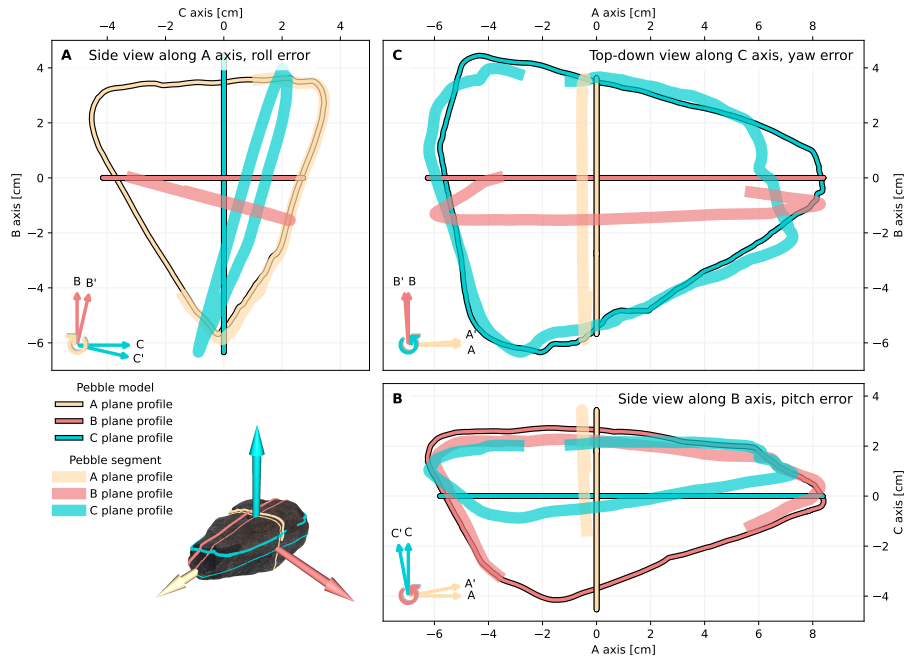 C axis [cm]
−4 −2 0 2 4
A Side view along A axis, roll error
B axis [cm]
4
2
0
−2
−4
−6
B B'
C
C'
A axis [cm]
−6 −4 −2 0 2 4 6 8
C Top-down view along C axis, yaw error
4
2
0
−2
−4
−6
B axis [cm]
B' B
A'
A
Pebble model
A plane profile
B plane profile
C plane profile
Pebble segment
A plane profile
B plane profile
C plane profile
B Side view along B axis, pitch error
4
2
0
−2
−4
C axis [cm]
C' C
A'
A
−6 −4 −2 0 2 4 6 8
A axis [cm]